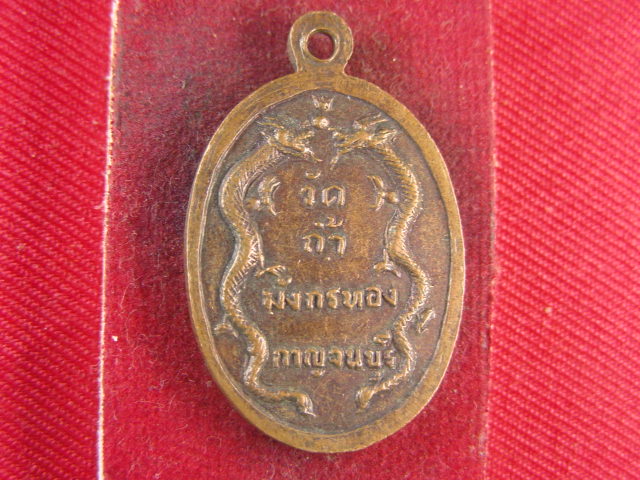 วัด
ถ้ำ
มังกรทอง
กาญจนบุรี